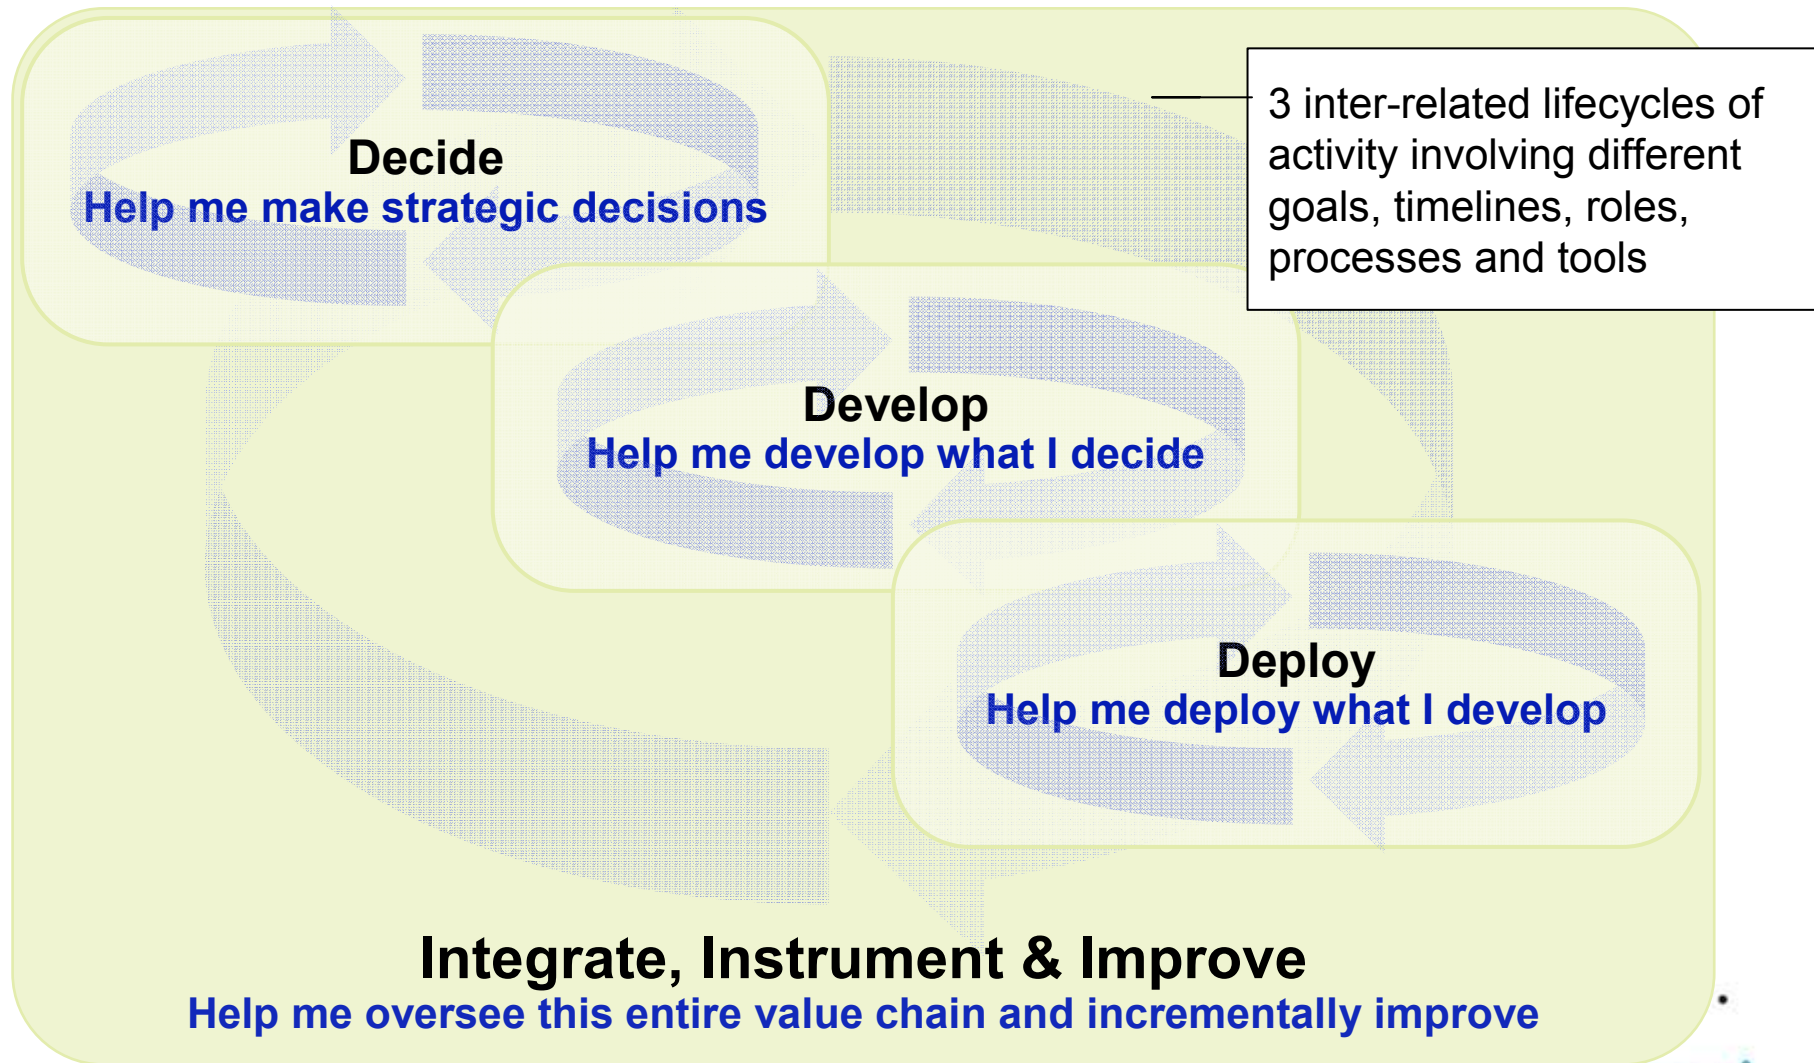 3 inter-related lifecycles of
activity involving different
goals, timelines, roles,
processes and tools
Decide
Help me make strategic decisions
Develop
Help me develop what I decide
Deploy
Help me deploy what I develop
Integrate, Instrument & Improve
Help me oversee this entire value chain and incrementally improve